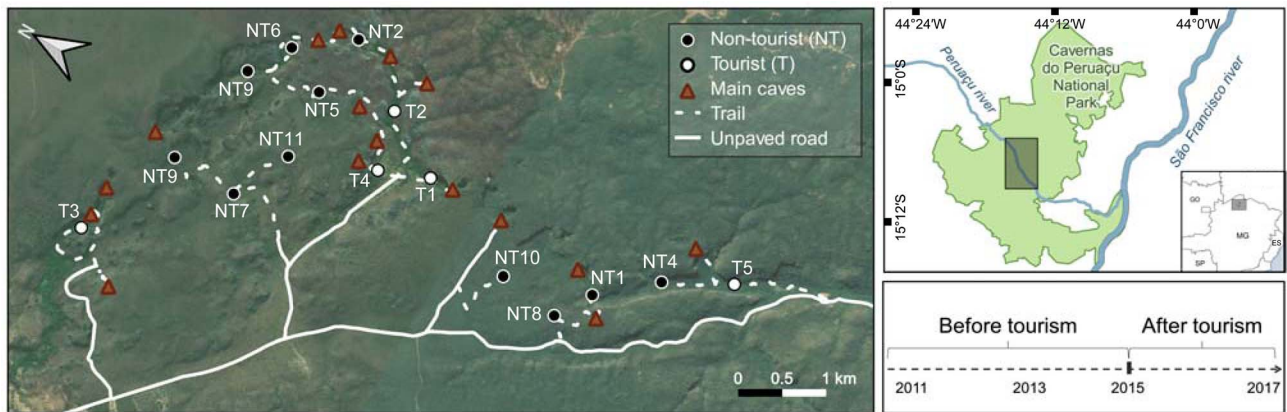 N
NT6
NT2
NT9
NT5
T2
NT11
NT9
T4
T1
NT7
T3
NT10
NT1
NT4
T5
NT8
Non-tourist (NT)
Tourist (T)
Main caves
Trail
Unpaved road
0 0.5 1 km
44°24'W 44°12'W 44°0'W
15°0'S
15°12'S
Peruaçu river
Cavernas
do Peruaçu
National
Park
São Francisco river
GO
MG
ES
SP
Before tourism After tourism
2011 2013 2015 2017